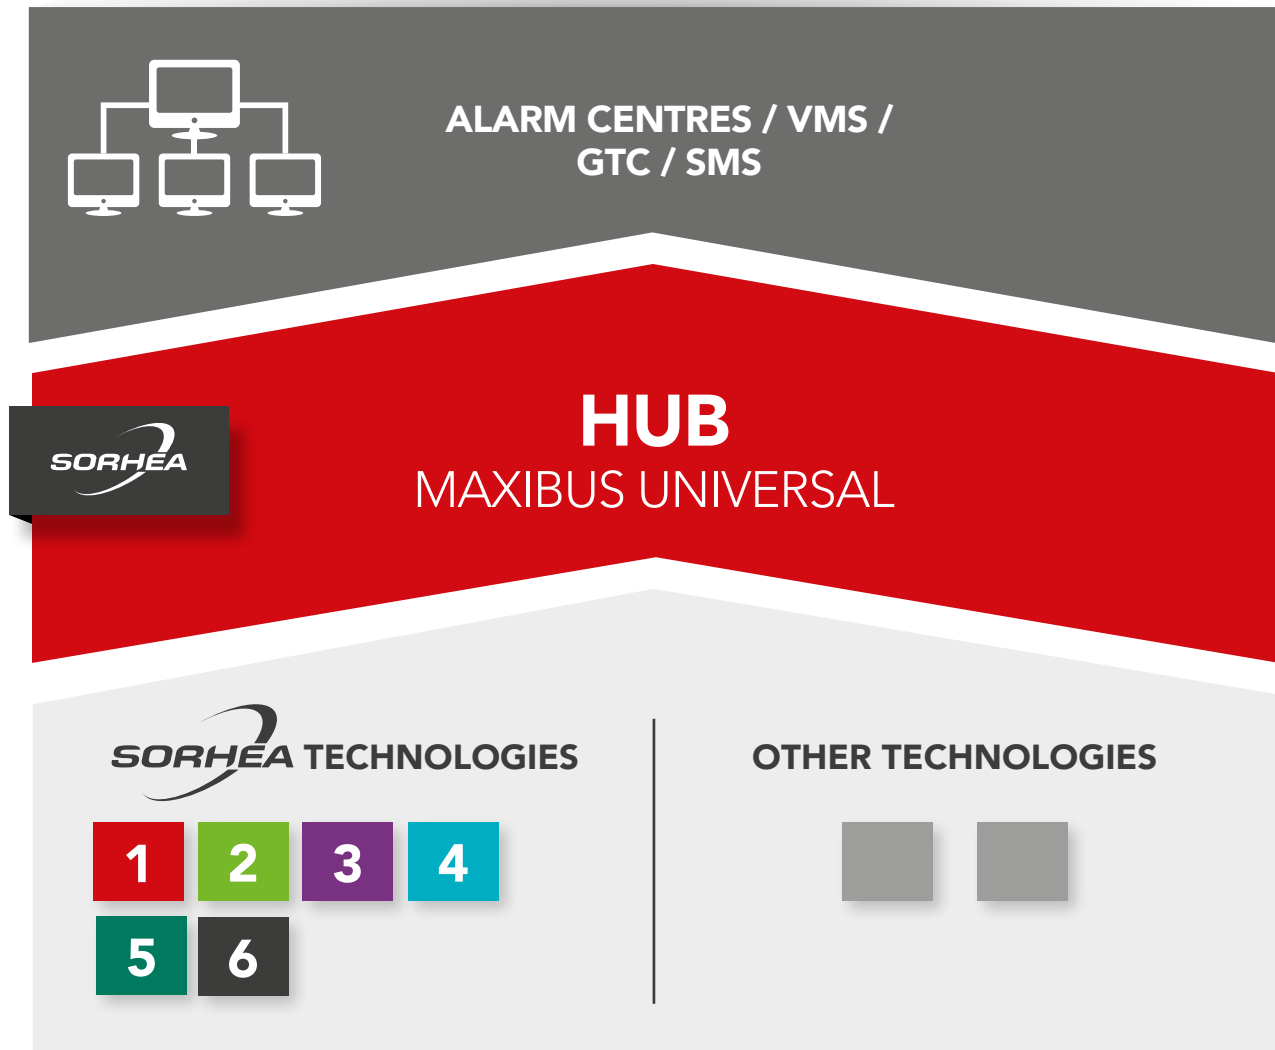 ALARM CENTRES / VMS /
GTC / SMS
HUB
MAXIBUS UNIVERSAL
SORHEA
SORHEA TECHNOLOGIES
OTHER TECHNOLOGIES
1 2 3 4
5 6